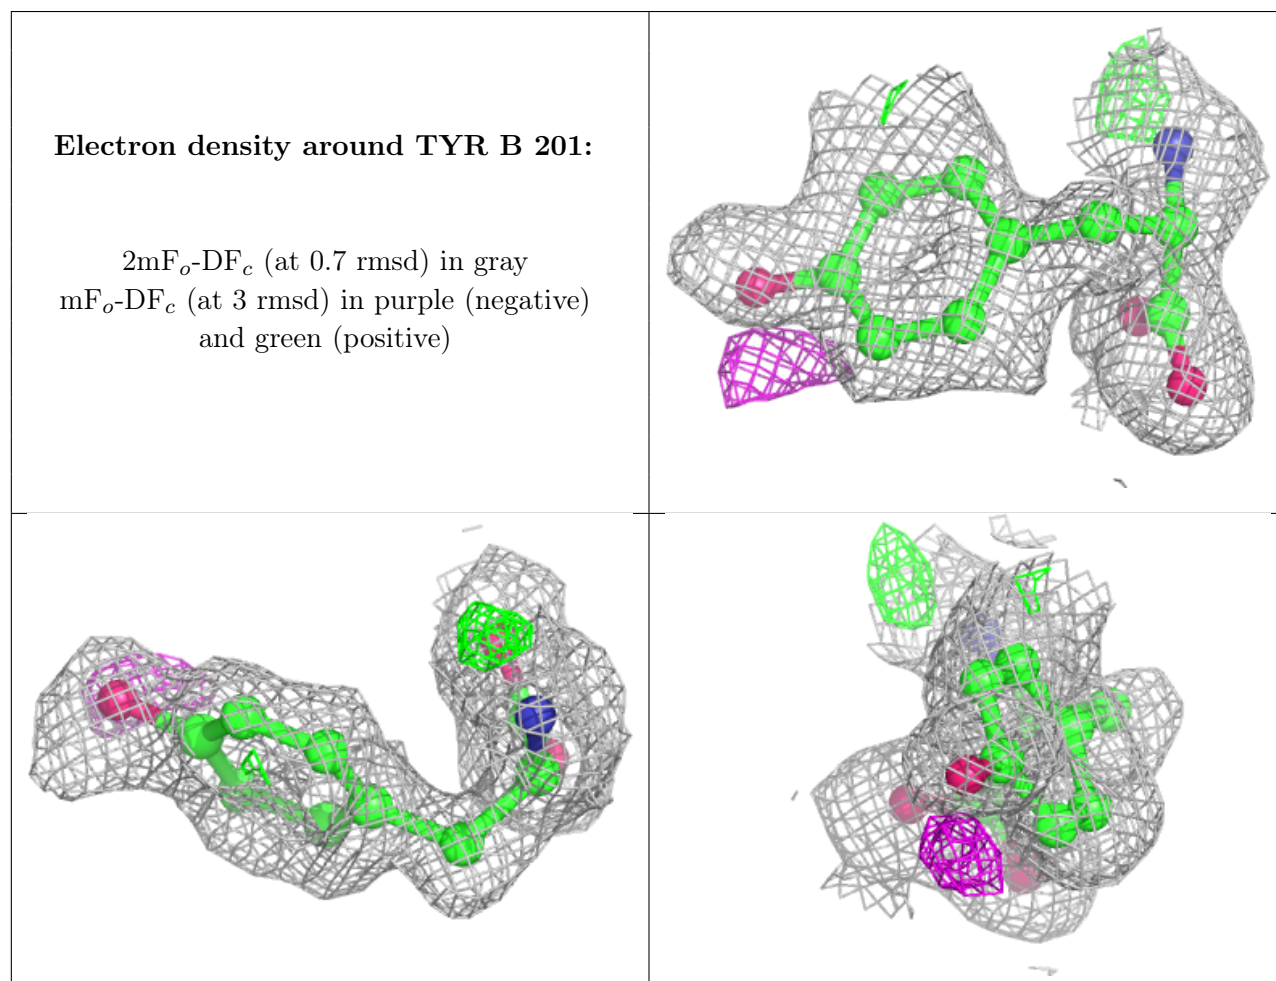 Electron density around TYR B 201:
2mFo-DFc (at 0.7 rmsd) in gray
mFo-DFc (at 3 rmsd) in purple (negative)
and green (positive)